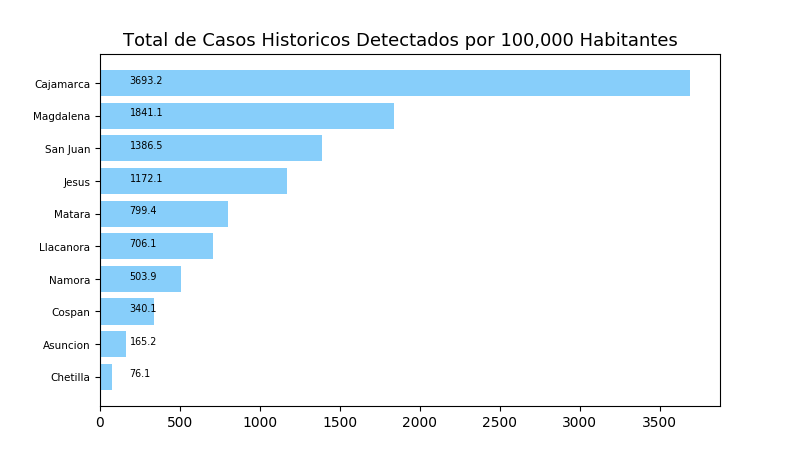 Total de Casos Historicos Detectados por 100,000 Habitantes
Cajamarca 3693.2
Magdalena 1841.1
San Juan 1386.5
Jesus 1172.1
Matara 799.4
Llacanora 706.1
Namora 503.9
Cospan 340.1
Asuncion 165.2
Chetilla 76.1
0 500 1000 1500 2000 2500 3000 3500